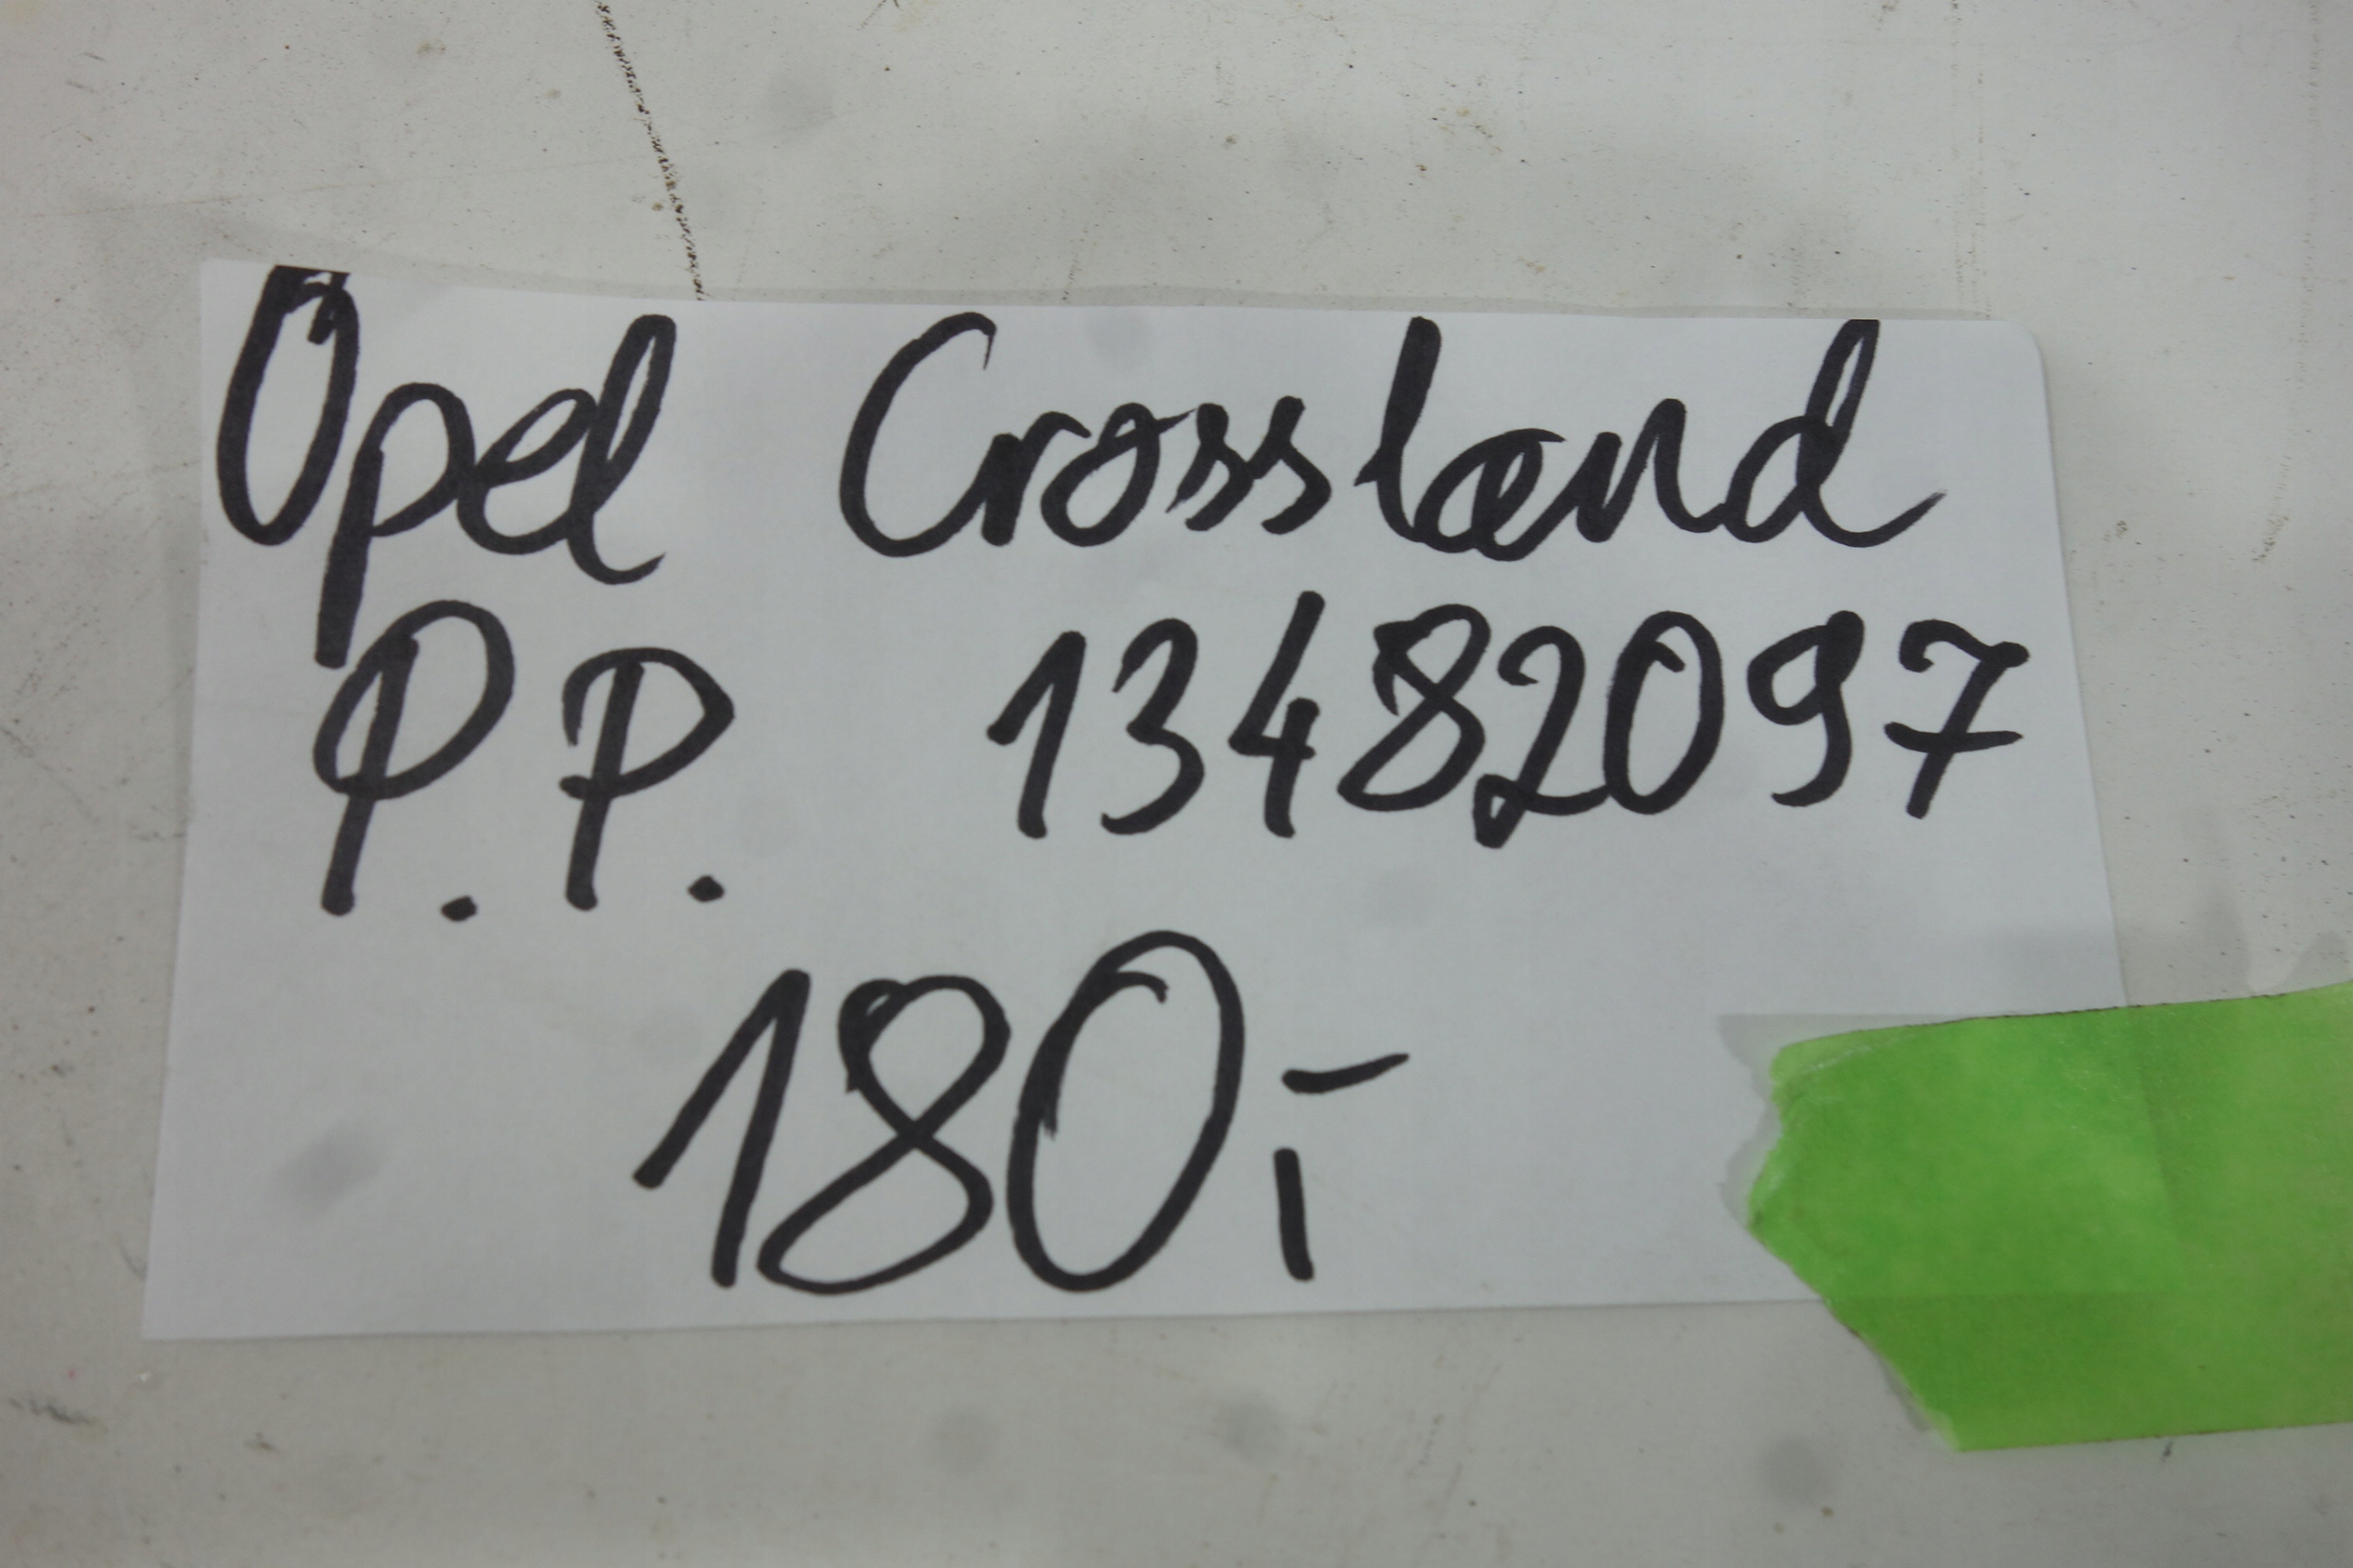 Opel Crossland
P.P. 13482097
180,-